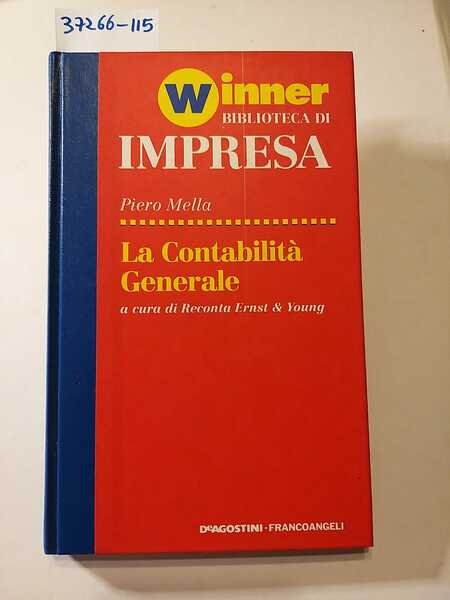 37266-115
Winner
BIBLIOTECA DI
IMPRESA
Piero Mella
La Contabilità
Generale
a cura di Reconta Ernst & Young
DeAGOSTINI-FRANCOANGELI